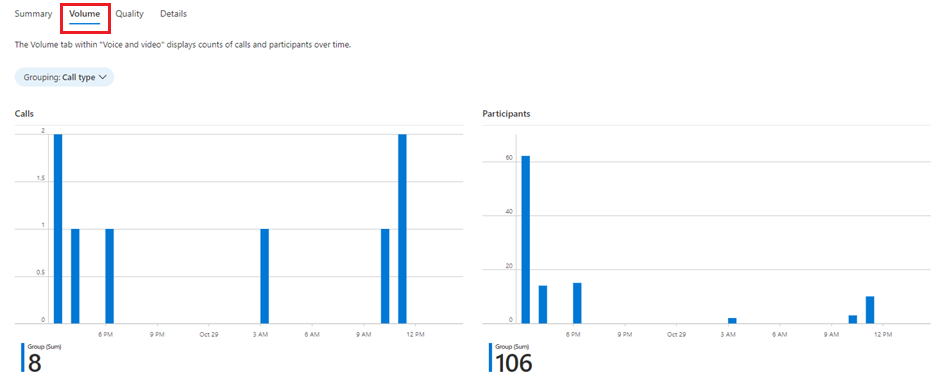 Summary Volume Quality Details
The Volume tab within "Voice and video" displays counts of calls and participants over time.
Grouping: Call type
Calls
2
1.5
1
0.5
0
6 PM 9 PM Oct 29 3 AM 6 AM 9 AM 12 PM
Group (Sum)
8
Participants
60
40
20
0
6 PM 9 PM Oct 29 3 AM 6 AM 9 AM 12 PM
Group (Sum)
106